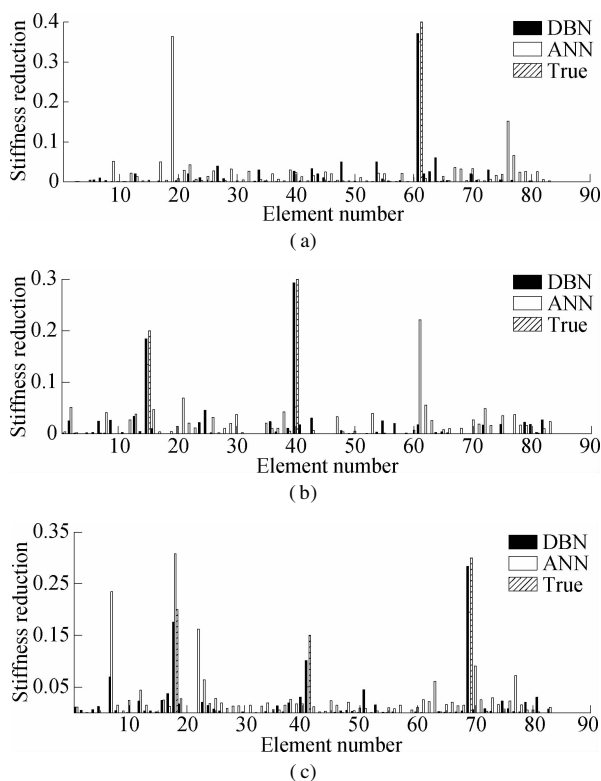 0.4
0.3
0.2
0.1
0
Stiffness reduction
DBN
ANN
True
10 20 30 40 50 60 70 80 90
Element number
(a)
0.3
0.2
0.1
0
Stiffness reduction
DBN
ANN
True
10 20 30 40 50 60 70 80 90
Element number
(b)
0.35
0.25
0.15
0.05
Stiffness reduction
DBN
ANN
True
10 20 30 40 50 60 70 80 90
Element number
(c)